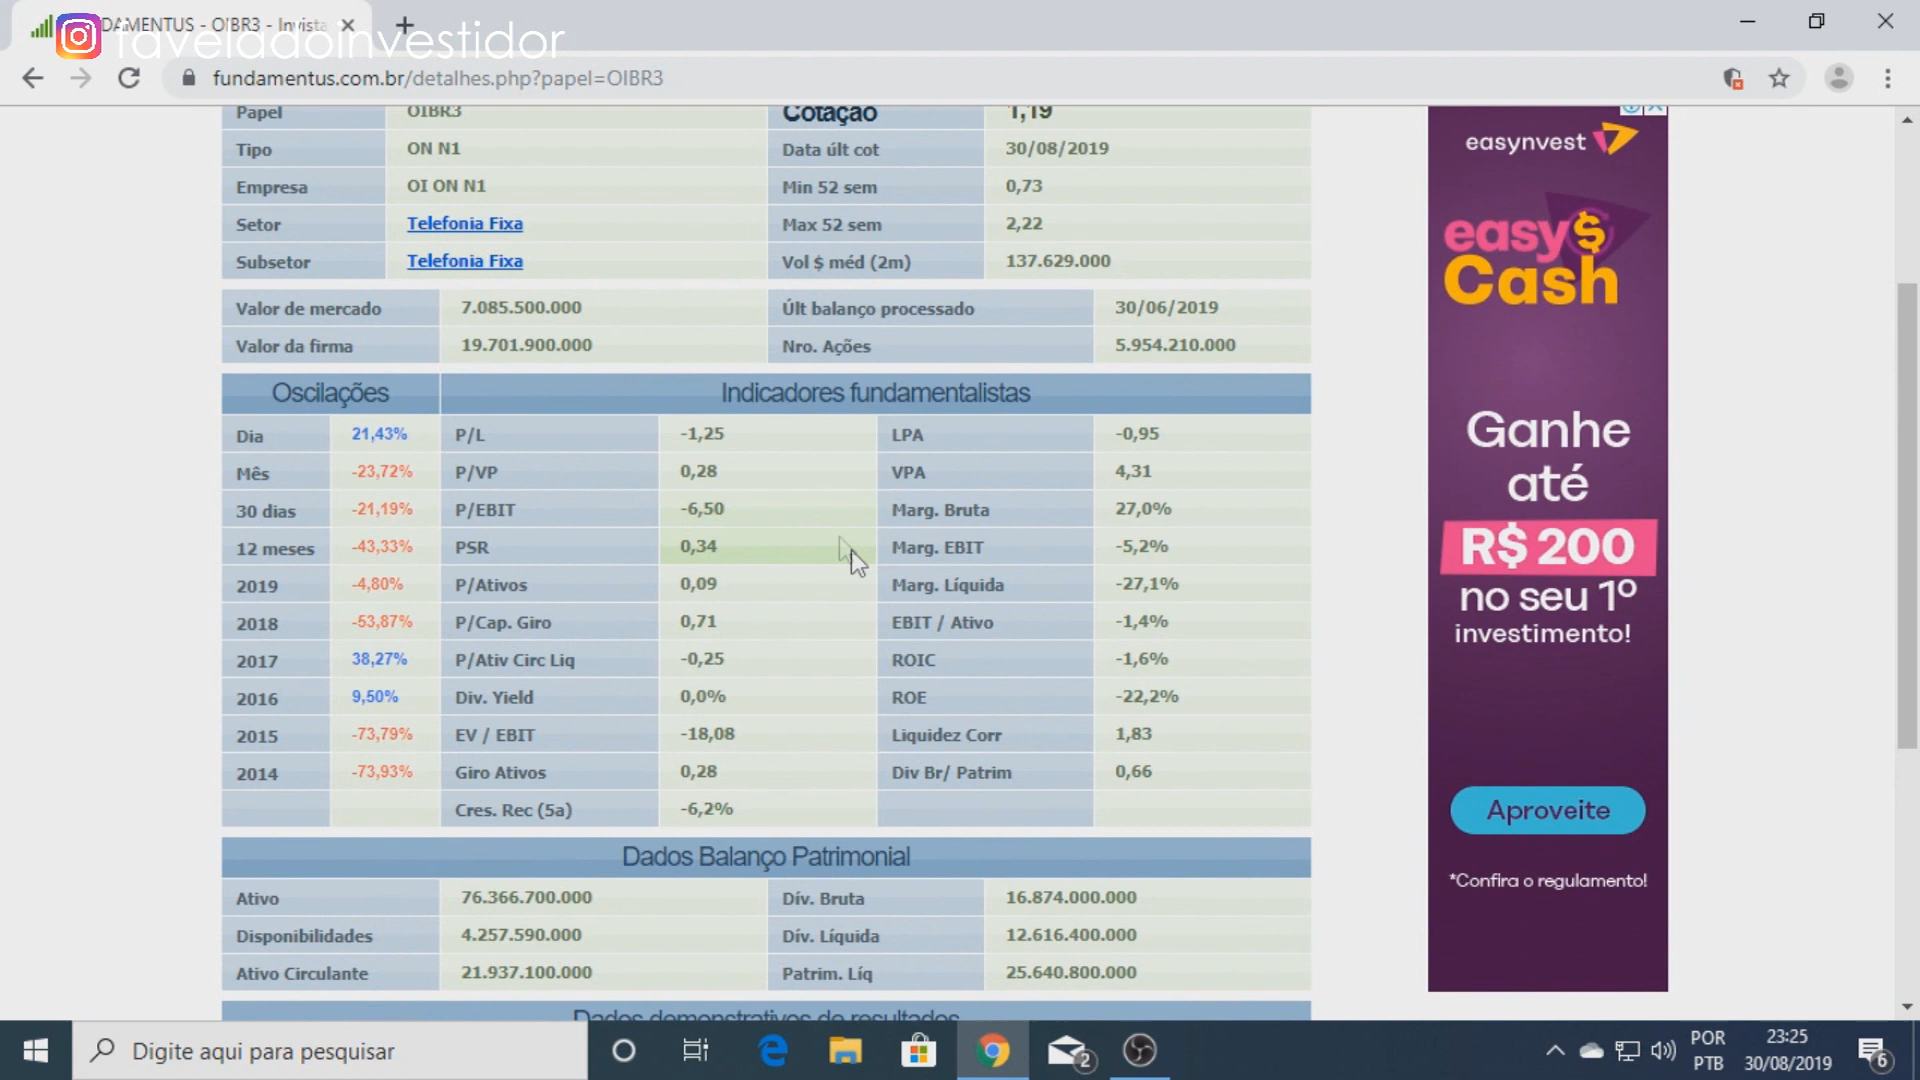 DAMENTUS - OIBR3 - Invista
faveladoinvestidor
fundamentus.com.br/detalhes.php?papel=OIBR3
Papel OIBR3 Cotação 1,19
Tipo ON N1 Data últ cot 30/08/2019
Empresa OI ON N1 Min 52 sem 0,73
Setor Telefonia Fixa Max 52 sem 2,22
Subsetor Telefonia Fixa Vol $ méd (2m) 137.629.000
Valor de mercado 7.085.500.000 Últ balanço processado 30/06/2019
Valor da firma 19.701.900.000 Nro. Ações 5.954.210.000
Oscilações Indicadores fundamentalistas
Dia 21,43% P/L -1,25 LPA -0,95
Mês -23,72% P/VP 0,28 VPA 4,31
30 dias -21,19% P/EBIT -6,50 Marg. Bruta 27,0%
12 meses -43,33% PSR 0,34 Marg. EBIT -5,2%
2019 -4,80% P/Ativos 0,09 Marg. Líquida -27,1%
2018 -53,87% P/Cap. Giro 0,71 EBIT / Ativo -1,4%
2017 38,27% P/Ativ Circ Liq -0,25 ROIC -1,6%
2016 9,50% Div. Yield 0,0% ROE -22,2%
2015 -73,79% EV / EBIT -18,08 Liquidez Corr 1,83
2014 -73,93% Giro Ativos 0,28 Div Br/ Patrim 0,66
Cres. Rec (5a) -6,2%
Dados Balanço Patrimonial
Ativo 76.366.700.000 Dív. Bruta 16.874.000.000
Disponibilidades 4.257.590.000 Dív. Líquida 12.616.400.000
Ativo Circulante 21.937.100.000 Patrim. Líq 25.640.800.000
Dados demonstrativos de resultados
easynvest
easy$
Cash
Ganhe
até
R$ 200
no seu 1º
investimento!
Aproveite
*Confira o regulamento!
Digite aqui para pesquisar
2
POR
PTB
23:25
30/08/2019
6